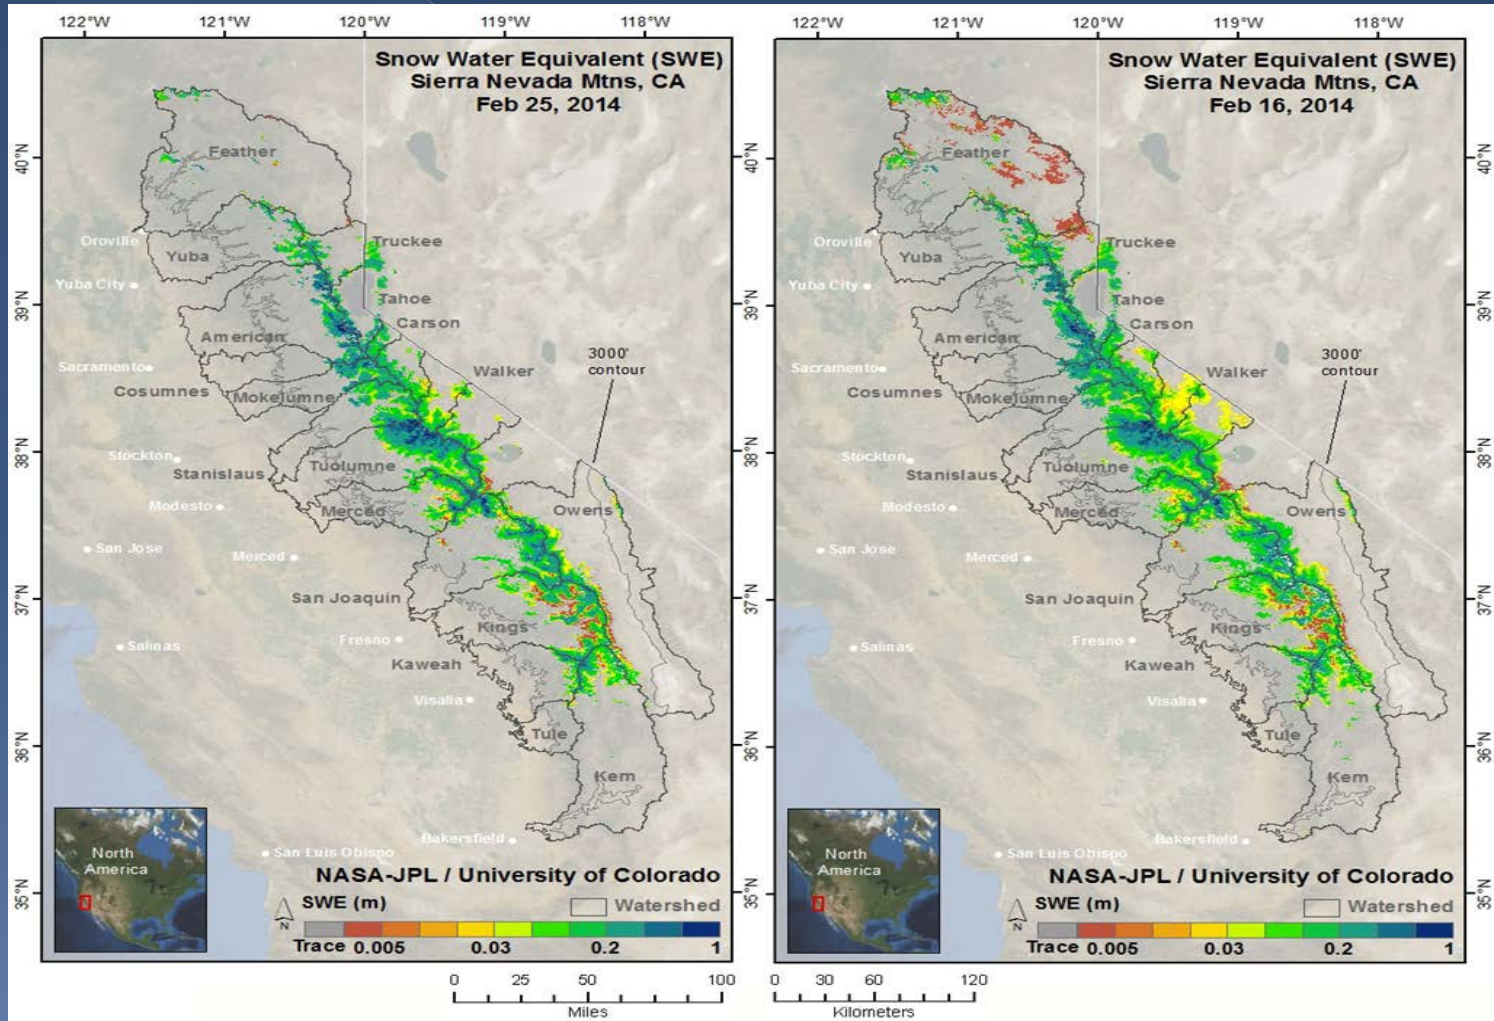 122°W 121°W 120°W 119°W 118°W
Snow Water Equivalent (SWE)
Sierra Nevada Mtns, CA
Feb 25, 2014
40°N
39°N
38°N
37°N
36°N
35°N
Feather
Oroville
Yuba
Truckee
Yuba City
Tahoe
Carson
American
Sacramento
3000'
contour
Walker
Cosumnes
Mokelumne
Stockton
Stanislaus
Tuolumne
Modesto
Merced
Owens
San Jose
Merced
San Joaquin
Salinas
Fresno
Kings
Kaweah
Visalia
Tule
Kern
Bakersfield
San Luis Obispo
North
America
NASA-JPL / University of Colorado
N
SWE (m)
Watershed
Trace 0.005 0.03 0.2 1
0 25 50 100
Miles
122°W 121°W 120°W 119°W 118°W
Snow Water Equivalent (SWE)
Sierra Nevada Mtns, CA
Feb 16, 2014
40°N
39°N
38°N
37°N
36°N
35°N
Feather
Oroville
Yuba
Truckee
Yuba City
Tahoe
Carson
American
Sacramento
3000'
contour
Walker
Cosumnes
Mokelumne
Stockton
Stanislaus
Tuolumne
Modesto
Merced
Owens
San Jose
Merced
San Joaquin
Salinas
Fresno
Kings
Kaweah
Visalia
Tule
Kern
Bakersfield
San Luis Obispo
North
America
NASA-JPL / University of Colorado
N
SWE (m)
Watershed
Trace 0.005 0.03 0.2 1
0 30 60 120
Kilometers